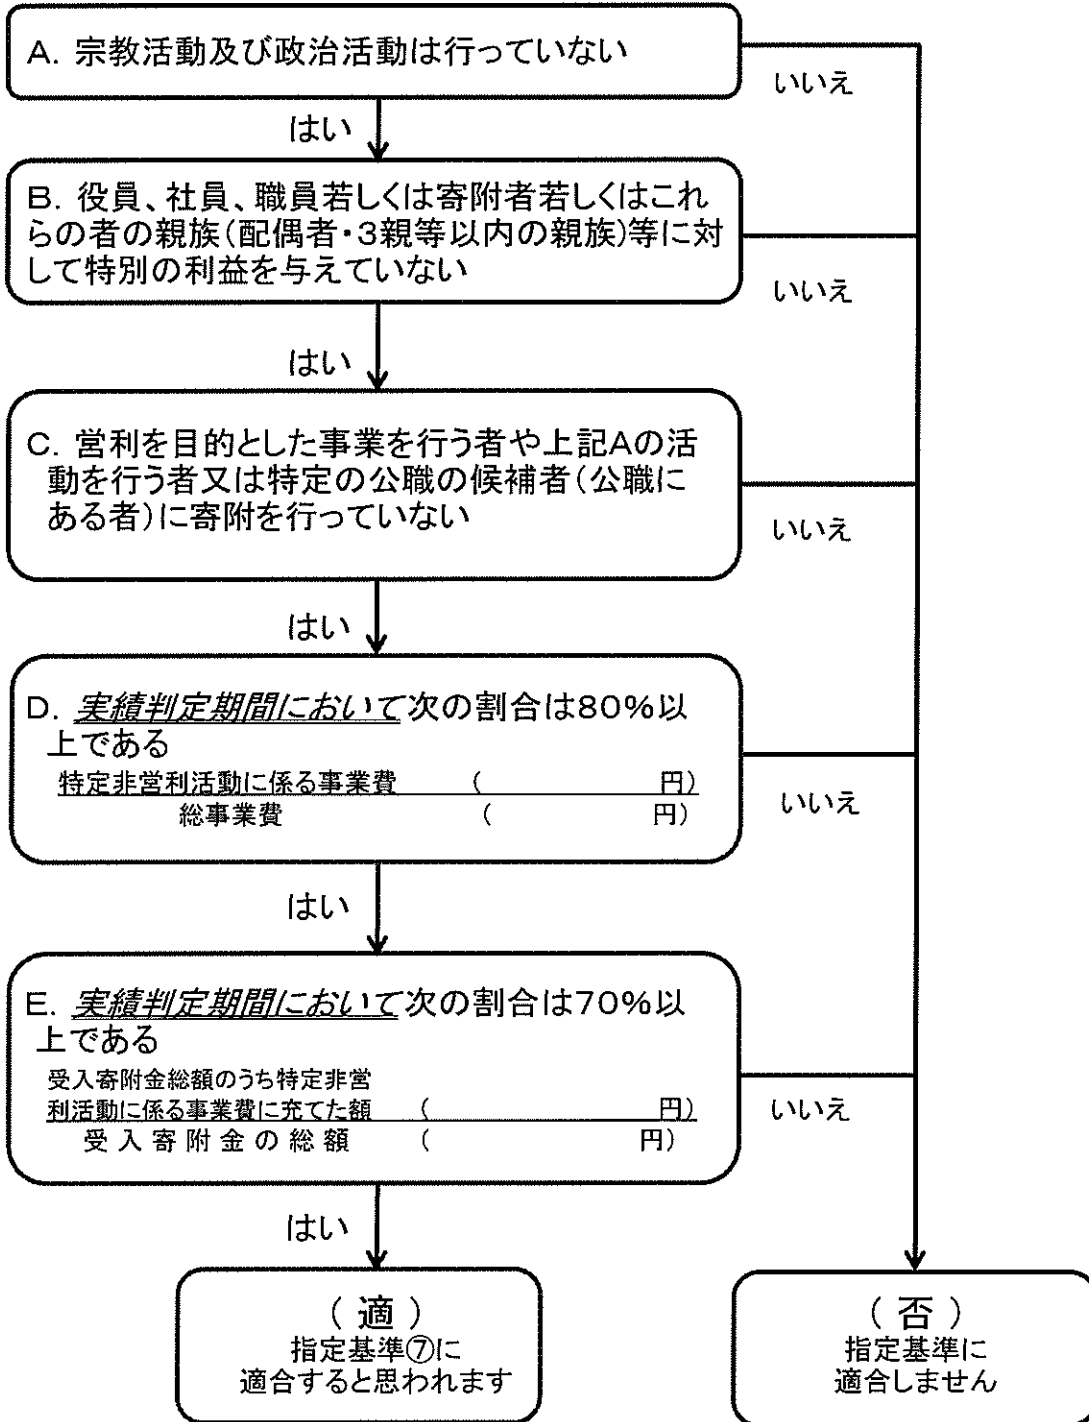 A. 宗教活動及び政治活動は行っていない
いいえ
はい
B. 役員、社員、職員若しくは寄附者若しくはこれ
らの者の親族(配偶者・3親等以内の親族)等に対
して特別の利益を与えていない
いいえ
はい
C. 営利を目的とした事業を行う者や上記Aの活
動を行う者又は特定の公職の候補者(公職に
ある者)に寄附を行っていない
いいえ
はい
D. 実績判定期間において次の割合は80%以
上である
特定非営利活動に係る事業費 ( 円)
総事業費 ( 円)
いいえ
はい
E. 実績判定期間において次の割合は70%以
上である
受入寄附金総額のうち特定非営
利活動に係る事業費に充てた額 ( 円)
受入寄附金の総額 ( 円)
いいえ
はい
(適)
指定基準⑦に
適合すると思われます
(否)
指定基準に
適合しません